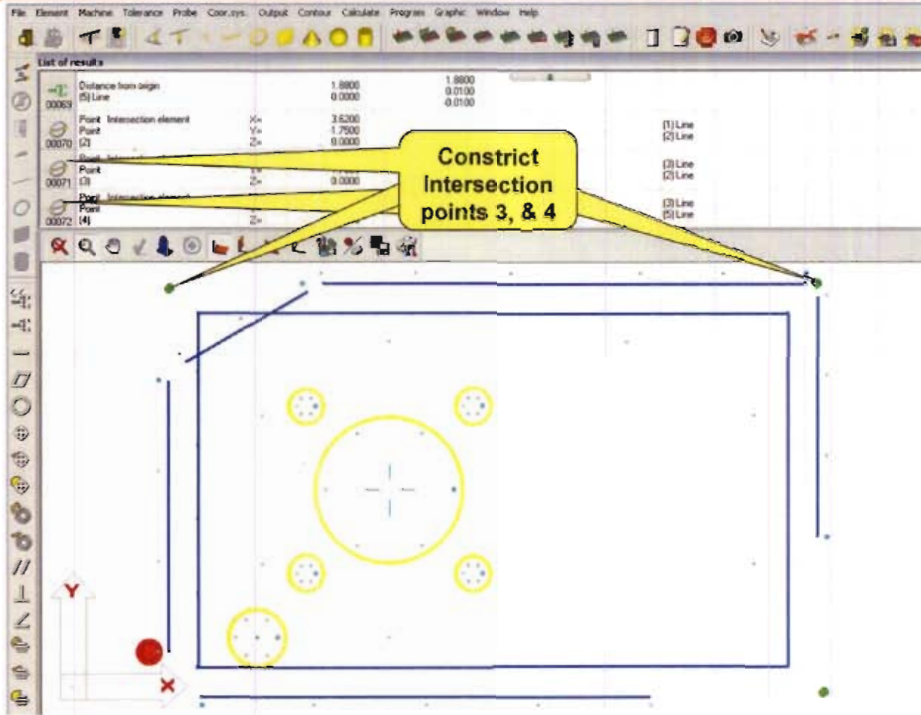 File Element Machine Tolerance Probe Coor.sys. Output Contour Calculate Program Graphic Window Help
List of results
00069 Distance from origin 1.8800 1.8800
(5) Line 0.0000 0.0100
-0.0100
Point Intersection element X= 3.6200 (1) Line
Point Y= 1.7500 (2) Line
00070 (2) Z= 0.0000
(3) Line
Point (2) Line
00071 (3) Z= 0.0000
Point Intersection element (3) Line
Point (5) Line
00072 (4) Z=
Constrict
Intersection
points 3, & 4
Y
X